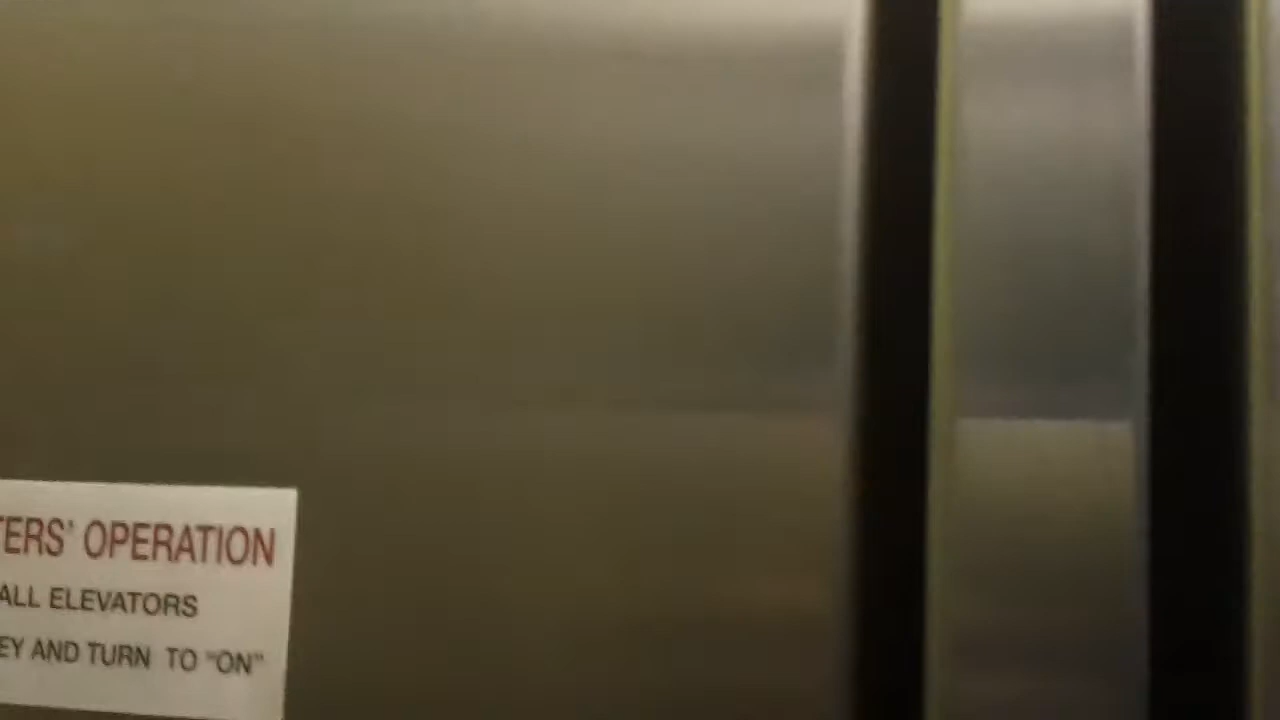 TERS' OPERATION
ALL ELEVATORS
EY AND TURN TO "ON"